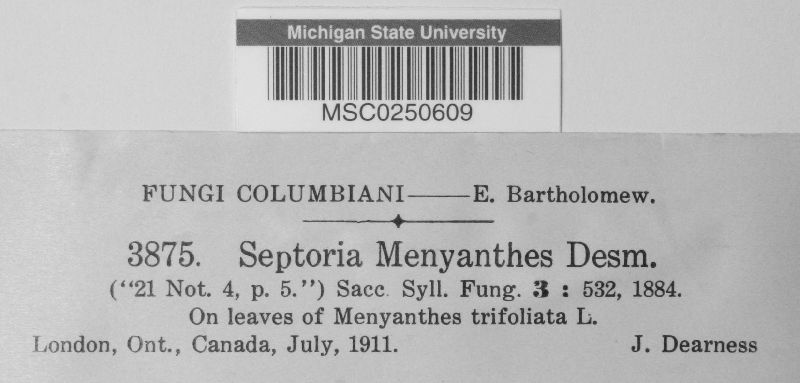 Michigan State University
MSC0250609
FUNGI COLUMBIANI——E. Bartholomew.
3875. Septoria Menyanthes Desm.
("21 Not. 4, p. 5.") Sacc. Syll. Fung. 3 : 532, 1884.
On leaves of Menyanthes trifoliata L.
London, Ont., Canada, July, 1911. J. Dearness